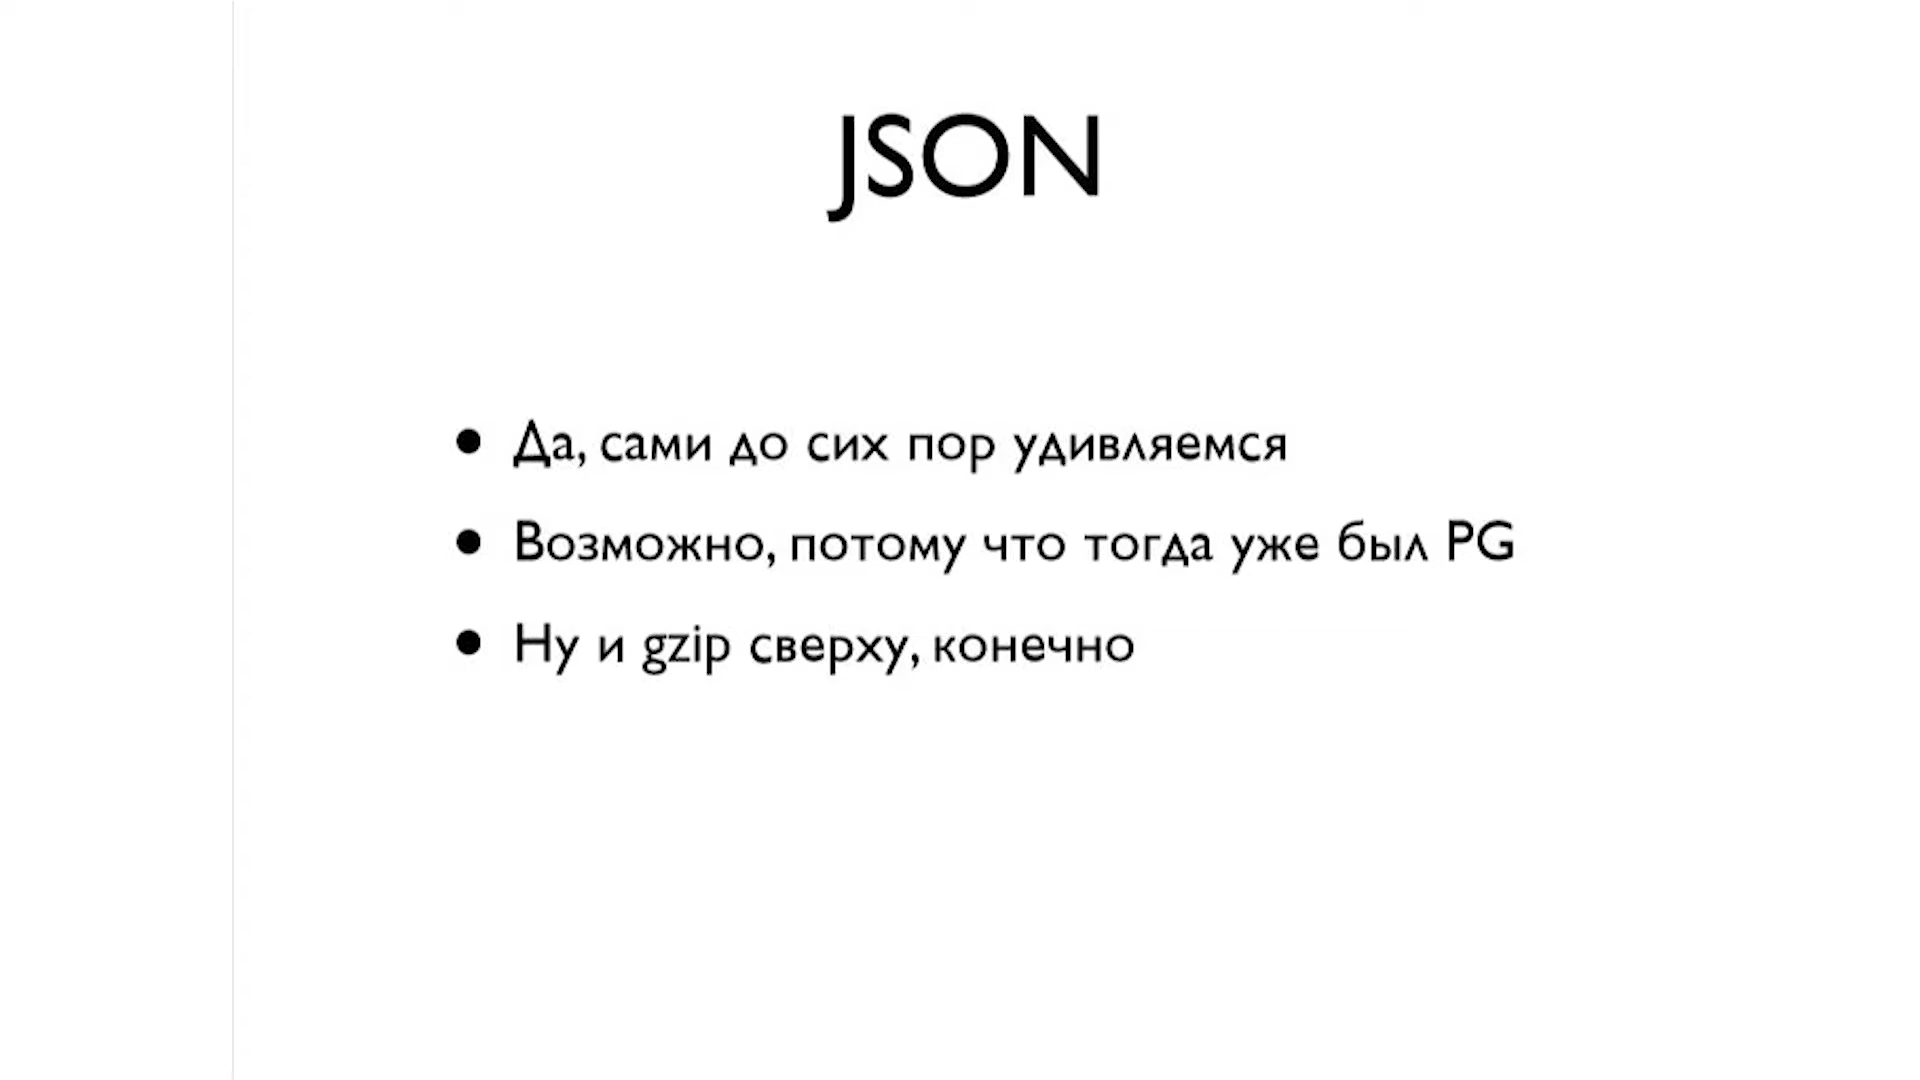 JSON
• Да, сами до сих пор удивляемся
• Возможно, потому что тогда уже был PG
• Ну и gzip сверху, конечно